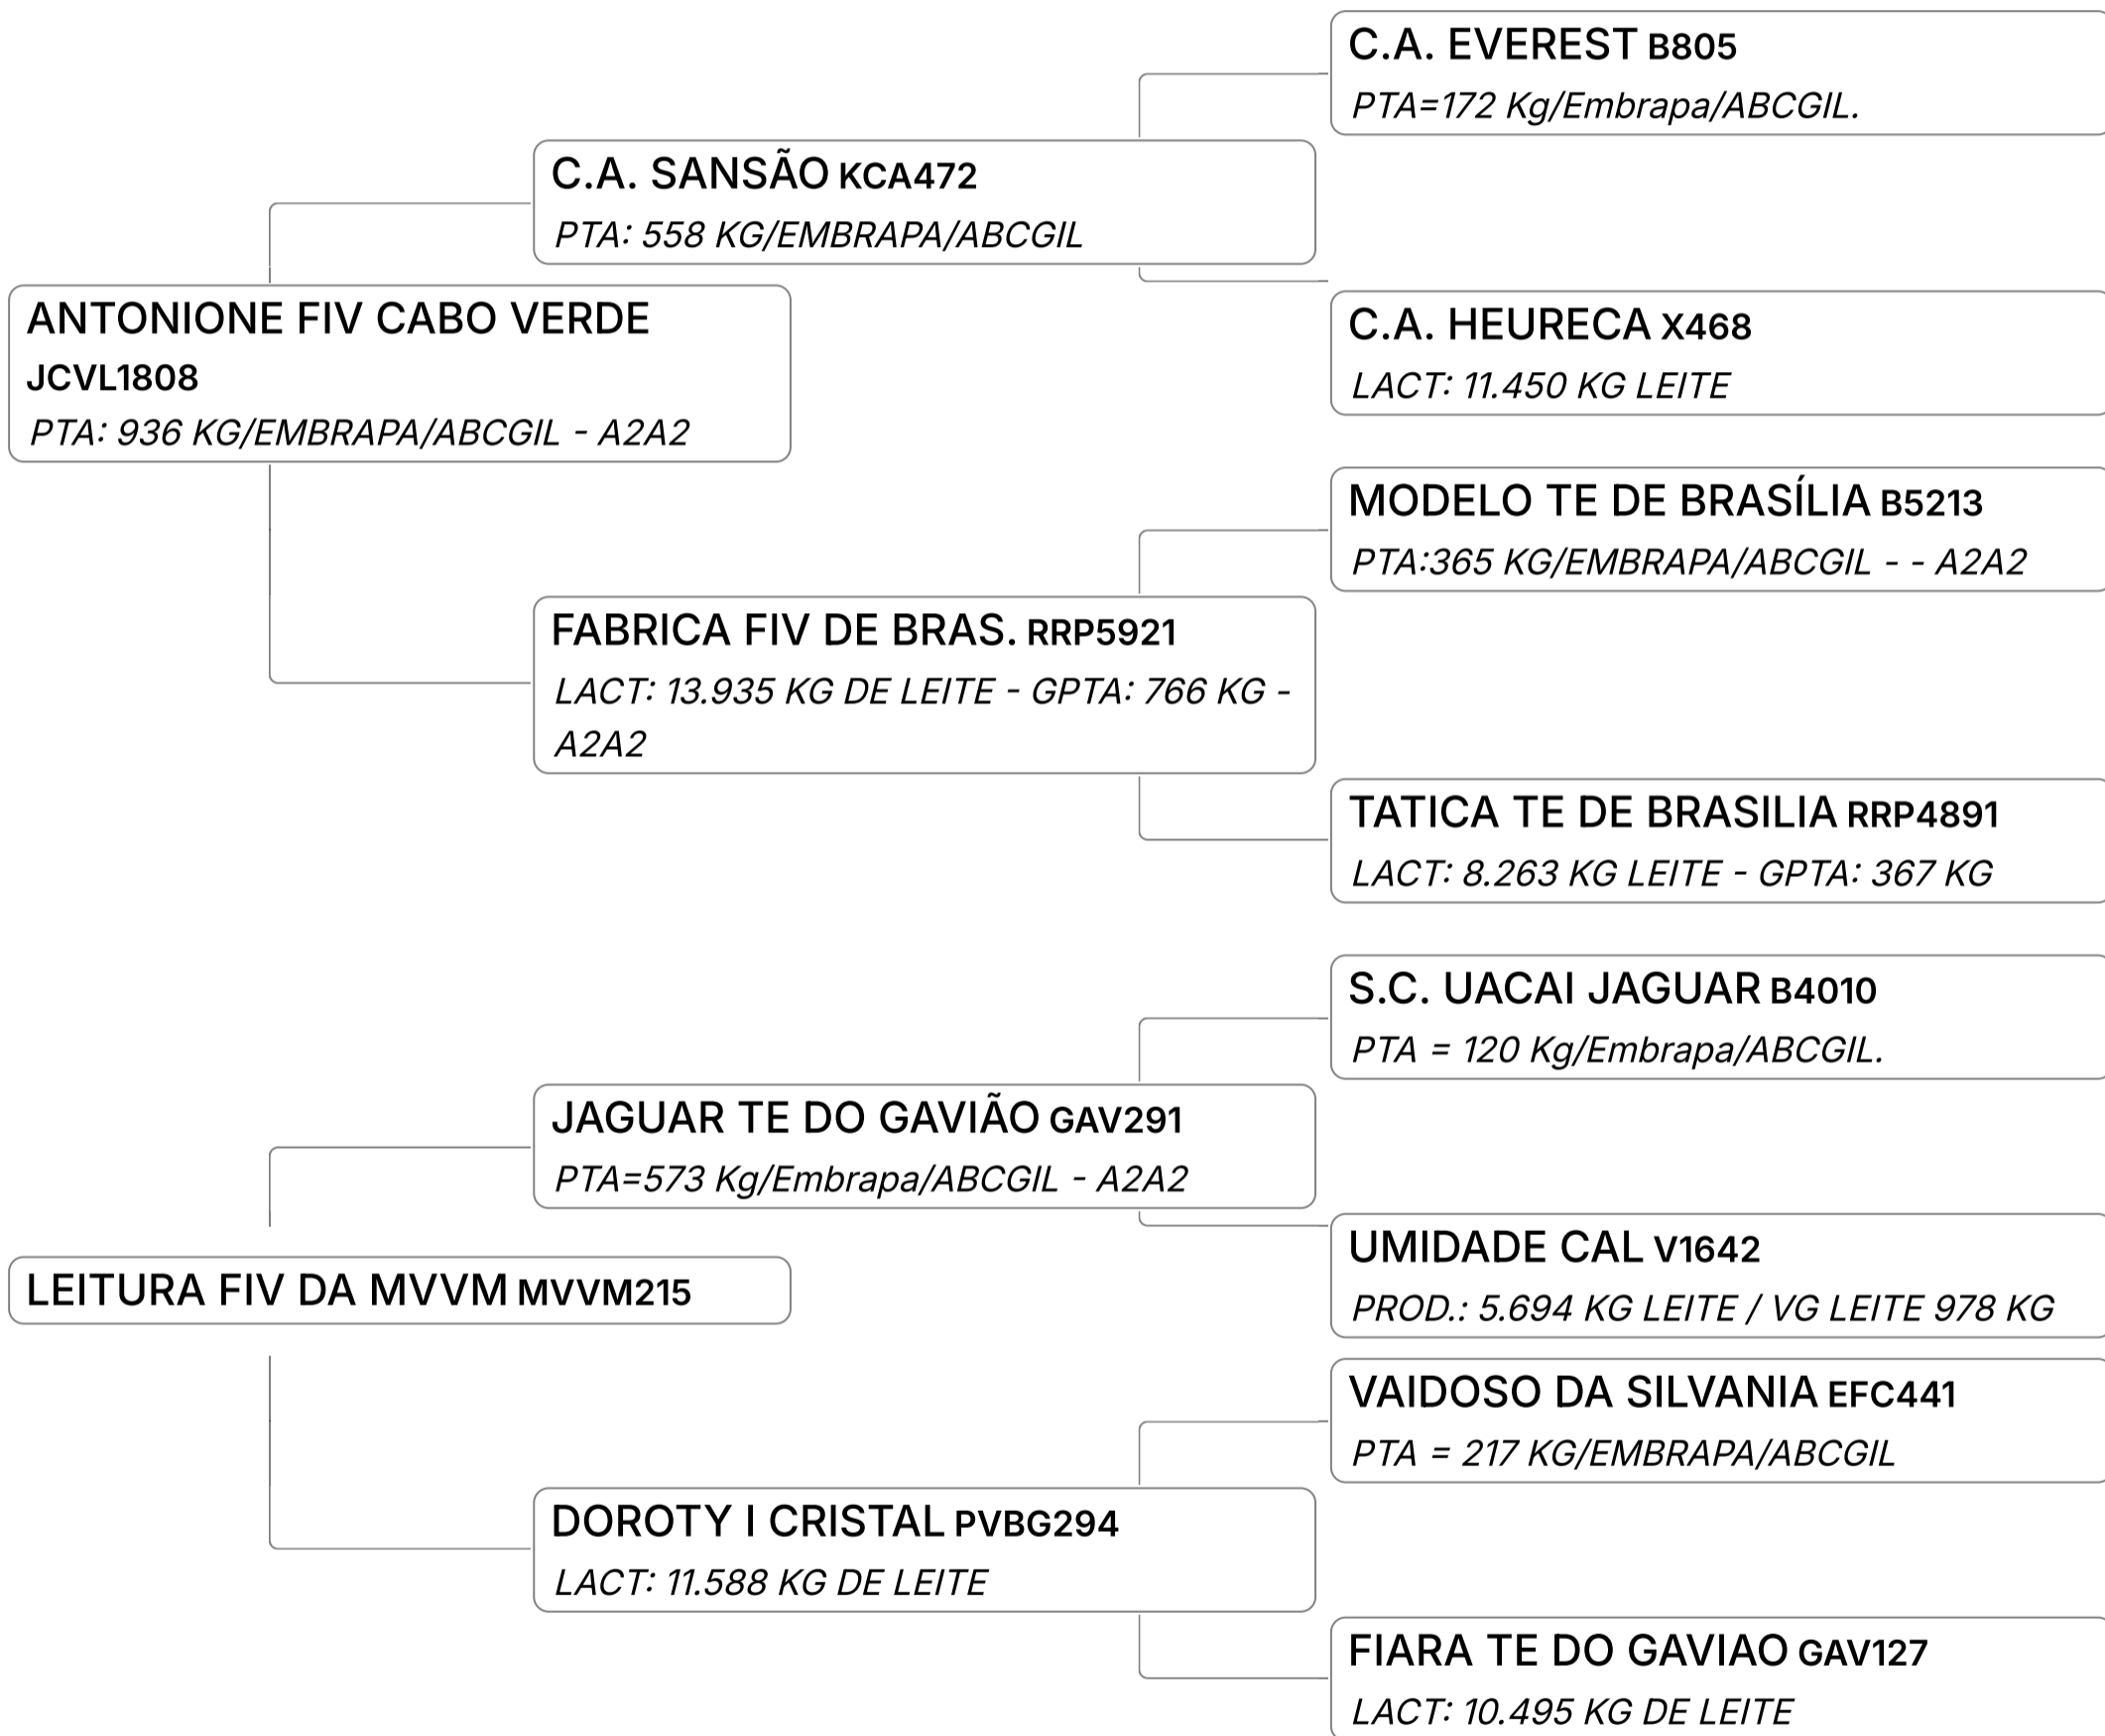 C.A. EVEREST B805
PTA=172 Kg/Embrapa/ABCGIL.
C.A. SANSÃO KCA472
PTA: 558 KG/EMBRAPA/ABCGIL
ANTONIONE FIV CABO VERDE
JCVL1808
PTA: 936 KG/EMBRAPA/ABCGIL - A2A2
C.A. HEURECA X468
LACT: 11.450 KG LEITE
MODELO TE DE BRASÍLIA B5213
PTA:365 KG/EMBRAPA/ABCGIL - - A2A2
FABRICA FIV DE BRAS. RRP5921
LACT: 13.935 KG DE LEITE - GPTA: 766 KG -
A2A2
TATICA TE DE BRASILIA RRP4891
LACT: 8.263 KG LEITE - GPTA: 367 KG
S.C. UACAI JAGUAR B4010
PTA = 120 Kg/Embrapa/ABCGIL.
JAGUAR TE DO GAVIÃO GAV291
PTA=573 Kg/Embrapa/ABCGIL - A2A2
LEITURA FIV DA MVVM MVVM215
UMIDADE CAL V1642
PROD.: 5.694 KG LEITE / VG LEITE 978 KG
VAIDOSO DA SILVANIA EFC441
PTA = 217 KG/EMBRAPA/ABCGIL
DOROTY I CRISTAL PVBG294
LACT: 11.588 KG DE LEITE
FIARA TE DO GAVIAO GAV127
LACT: 10.495 KG DE LEITE